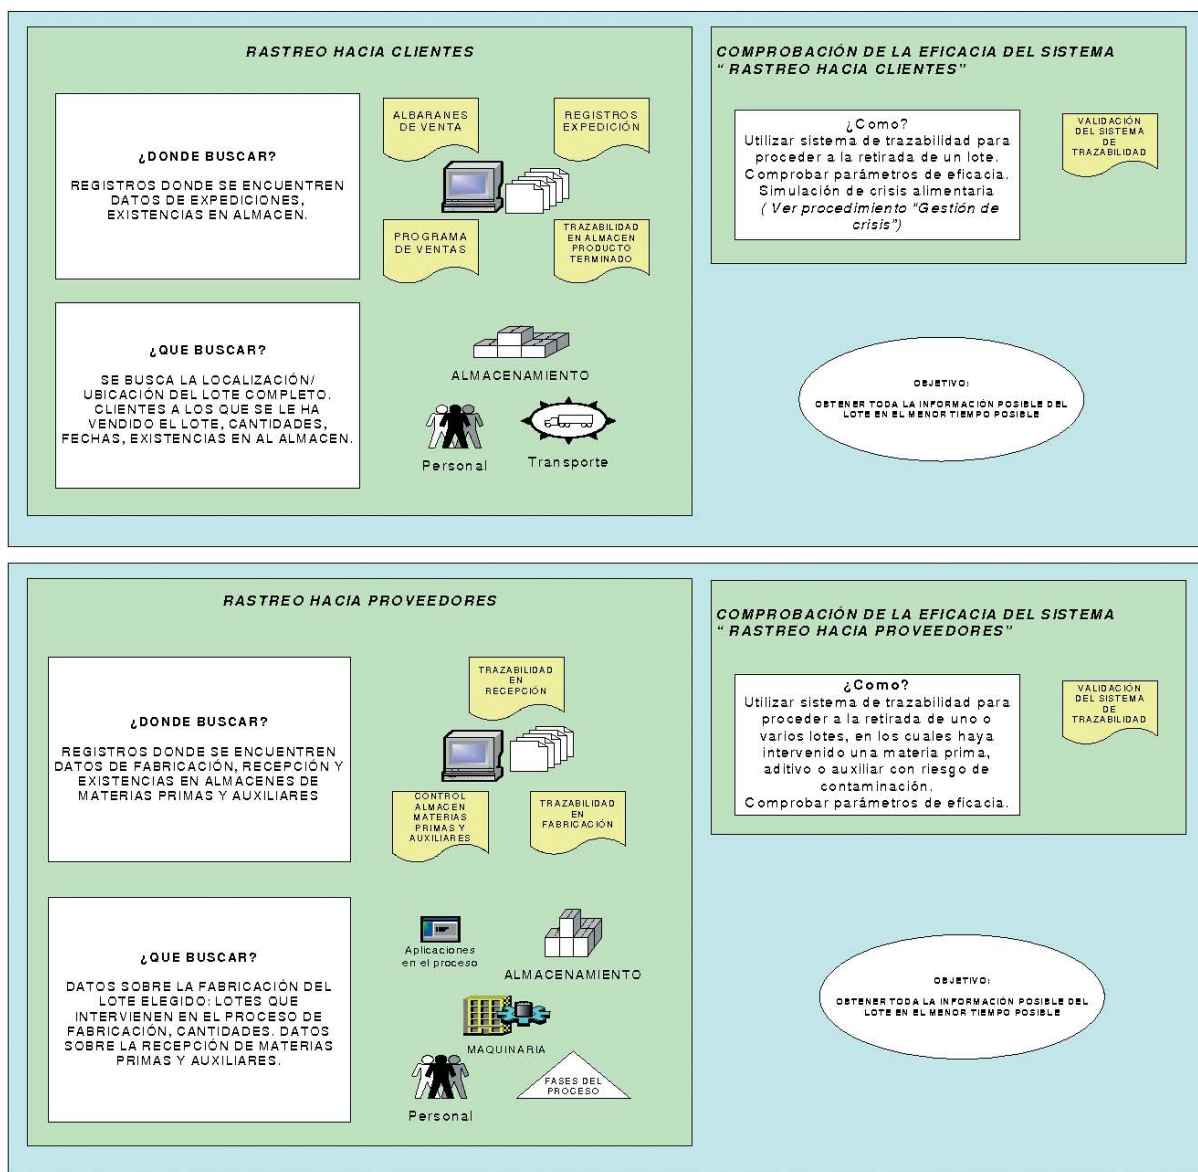 RASTREO HACIA CLIENTES
¿DONDE BUSCAR?
REGISTROS DONDE SE ENCUENTREN
DATOS DE EXPEDICIONES,
EXISTENCIAS EN ALMACEN.
ALBARANES
DE VENTA
REGISTROS
EXPEDICIÓN
PROGRAMA
DE VENTAS
TRAZABILIDAD
EN ALMACEN
PRODUCTO
TERMINADO
¿QUE BUSCAR?
SE BUSCA LA LOCALIZACIÓN/
UBICACIÓN DEL LOTE COMPLETO.
CLIENTES A LOS QUE SE LE HA
VENDIDO EL LOTE, CANTIDADES,
FECHAS, EXISTENCIAS EN AL ALMACEN.
ALMACENAMIENTO
Personal
Transporte
COMPROBACIÓN DE LA EFICACIA DEL SISTEMA
“ RASTREO HACIA CLIENTES”
¿Como?
Utilizar sistema de trazabilidad para
proceder a la retirada de un lote.
Comprobar parámetros de eficacia.
Simulación de crisis alimentaria
( Ver procedimiento “Gestión de
crisis”)
VALIDACIÓN
DEL SISTEMA
DE
TRAZABILIDAD
OBJETIVO:
OBTENER TODA LA INFORMACIÓN POSIBLE DEL
LOTE EN EL MENOR TIEMPO POSIBLE
RASTREO HACIA PROVEEDORES
¿DONDE BUSCAR?
REGISTROS DONDE SE ENCUENTREN
DATOS DE FABRICACIÓN, RECEPCIÓN Y
EXISTENCIAS EN ALMACENES DE
MATERIAS PRIMAS Y AUXILIARES
TRAZABILIDAD
EN
RECEPCIÓN
CONTROL
ALMACEN
MATERIAS
PRIMAS Y
AUXILIARES
TRAZABILIDAD
EN
FABRICACIÓN
¿QUE BUSCAR?
DATOS SOBRE LA FABRICACIÓN DEL
LOTE ELEGIDO: LOTES QUE
INTERVIENEN EN EL PROCESO DE
FABRICACIÓN, CANTIDADES. DATOS
SOBRE LA RECEPCIÓN DE MATERIAS
PRIMAS Y AUXILIARES.
Aplicaciones
en el proceso
ALMACENAMIENTO
MAQUINARIA
Personal
FASES DEL
PROCESO
COMPROBACIÓN DE LA EFICACIA DEL SISTEMA
“ RASTREO HACIA PROVEEDORES”
¿Como?
Utilizar sistema de trazabilidad para
proceder a la retirada de uno o
varios lotes, en los cuales haya
intervenido una materia prima,
aditivo o auxiliar con riesgo de
contaminación.
Comprobar parámetros de eficacia.
VALIDACIÓN
DEL SISTEMA
DE
TRAZABILIDAD
OBJETIVO:
OBTENER TODA LA INFORMACIÓN POSIBLE DEL
LOTE EN EL MENOR TIEMPO POSIBLE